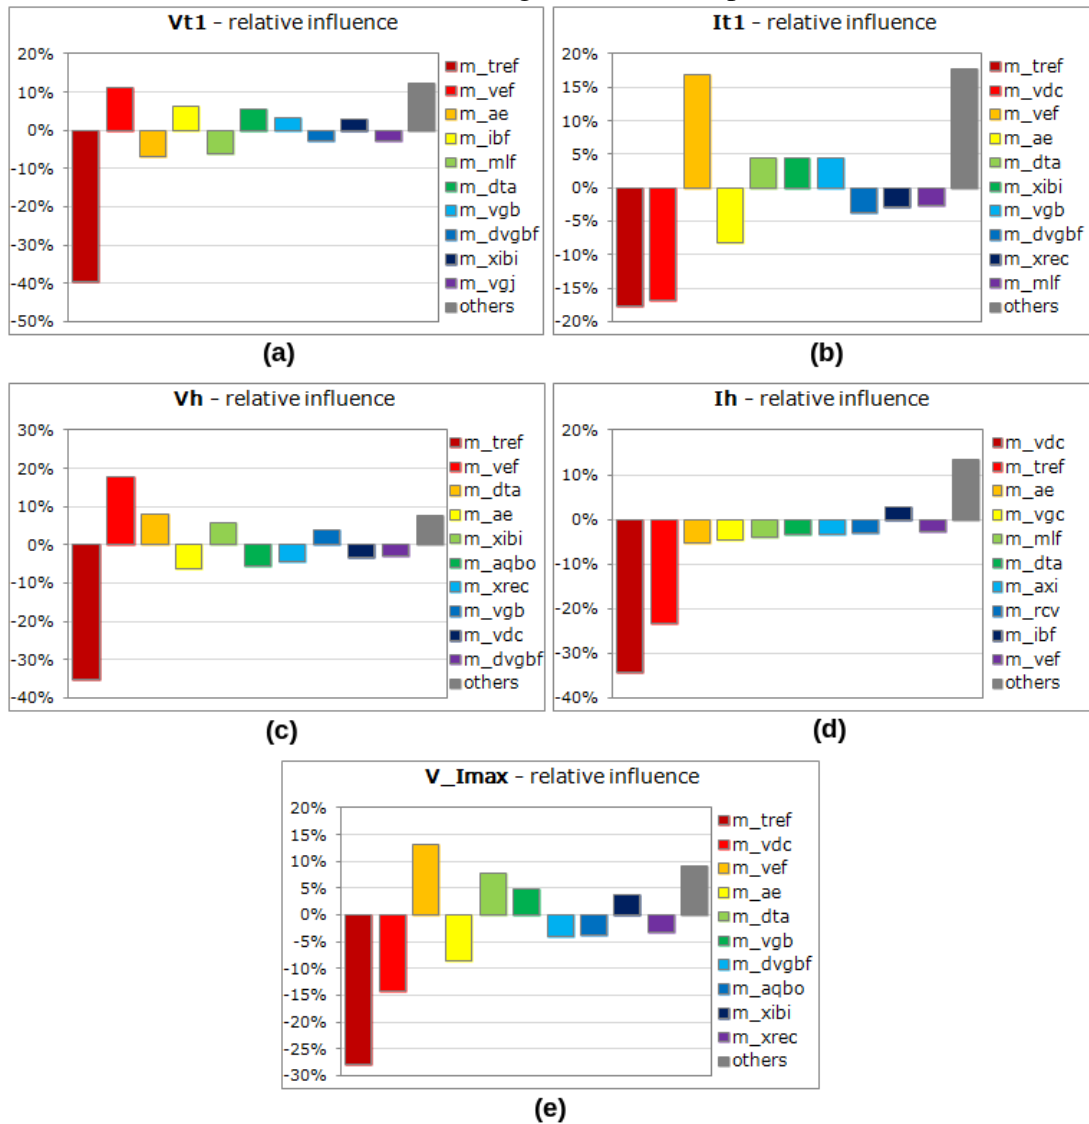 Vt1 – relative influence
20%
10%
0%
-10%
-20%
-30%
-40%
-50%
m_tref
m_vef
m_ae
m_ibf
m_mlf
m_dta
m_vgb
m_dvgbf
m_xibi
m_vgj
others
(a)
It1 – relative influence
20%
15%
10%
5%
0%
-5%
-10%
-15%
-20%
m_tref
m_vdc
m_vef
m_ae
m_dta
m_xibi
m_vgb
m_dvgbf
m_xrec
m_mlf
others
(b)
Vh – relative influence
30%
20%
10%
0%
-10%
-20%
-30%
-40%
m_tref
m_vef
m_dta
m_ae
m_xibi
m_aqbo
m_xrec
m_vgb
m_vdc
m_dvgbf
others
(c)
Ih – relative influence
20%
10%
0%
-10%
-20%
-30%
-40%
m_vdc
m_tref
m_ae
m_vgc
m_mlf
m_dta
m_axi
m_rcv
m_ibf
m_vef
others
(d)
V_Imax – relative influence
20%
15%
10%
5%
0%
-5%
-10%
-15%
-20%
-25%
-30%
m_tref
m_vdc
m_vef
m_ae
m_dta
m_vgb
m_dvgbf
m_aqbo
m_xibi
m_xrec
others
(e)